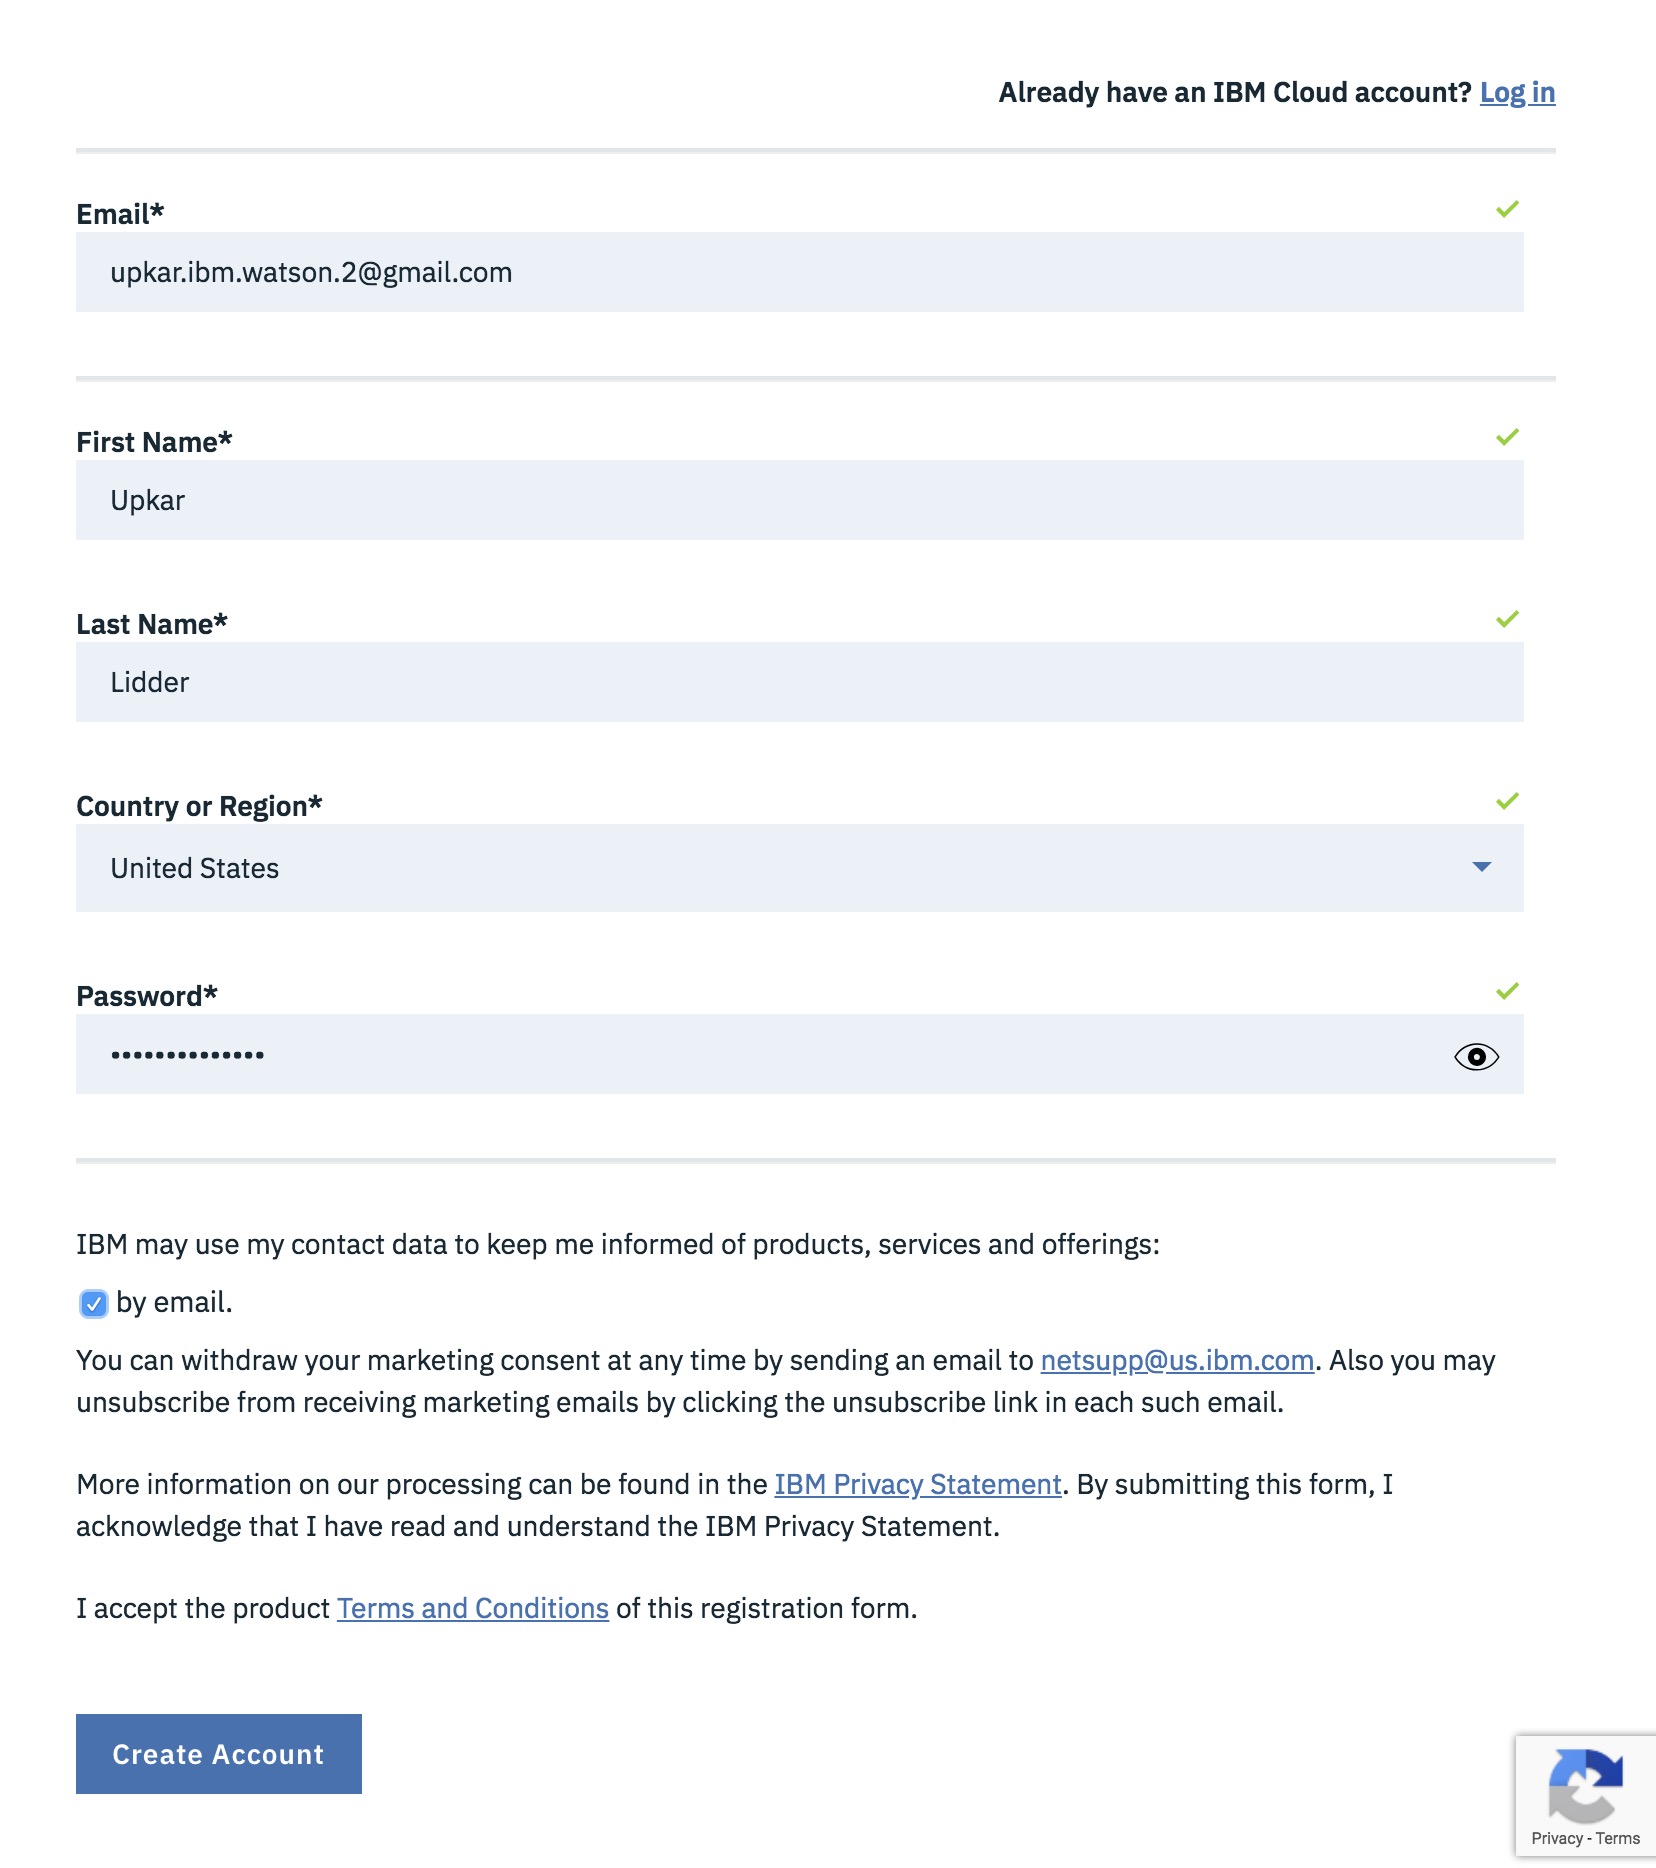 Already have an IBM Cloud account? Log in
Email*
upkar.ibm.watson.2@gmail.com
First Name*
Upkar
Last Name*
Lidder
Country or Region*
United States
Password*
••••••••••••••
IBM may use my contact data to keep me informed of products, services and offerings:
by email.
You can withdraw your marketing consent at any time by sending an email to netsupp@us.ibm.com. Also you may
unsubscribe from receiving marketing emails by clicking the unsubscribe link in each such email.
More information on our processing can be found in the IBM Privacy Statement. By submitting this form, I
acknowledge that I have read and understand the IBM Privacy Statement.
I accept the product Terms and Conditions of this registration form.
Create Account
Privacy - Terms